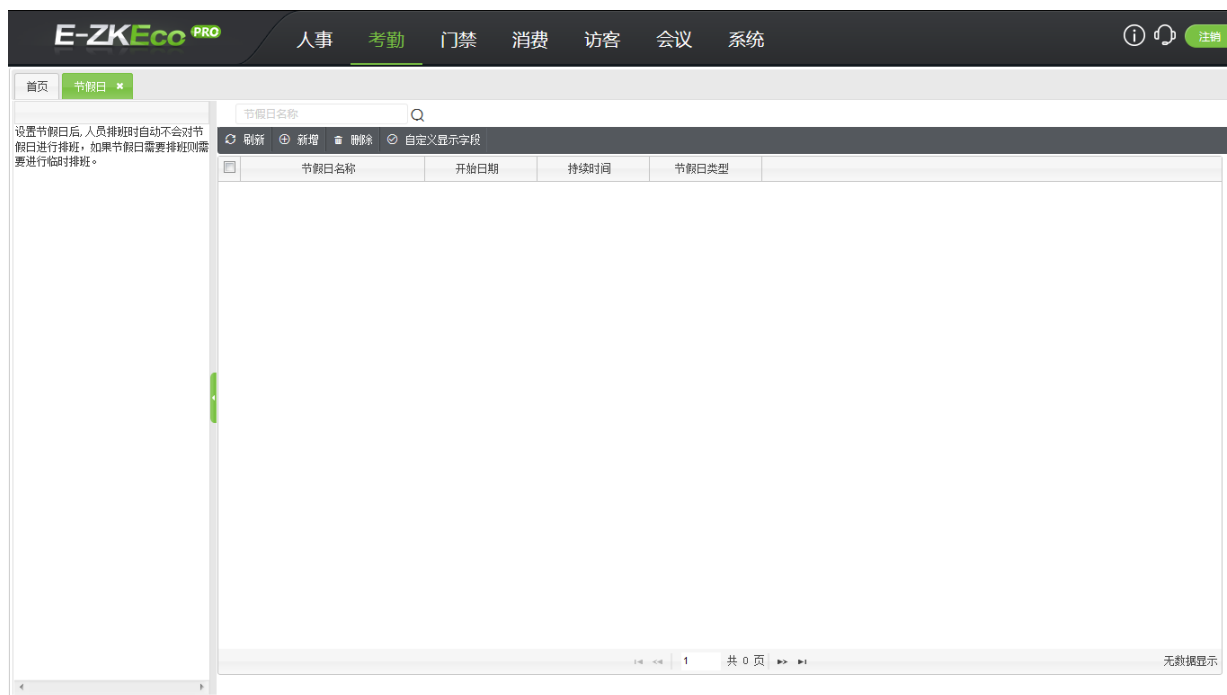 E-ZKEco PRO
人事 考勤 门禁 消费 访客 会议 系统
注销
首页 节假日
节假日名称
设置节假日后,人员排班时自动不会对节
假日进行排班，如果节假日需要排班则需
要进行临时排班。
刷新 新增 删除 自定义显示字段
节假日名称 开始日期 持续时间 节假日类型
1 共 0 页
无数据显示